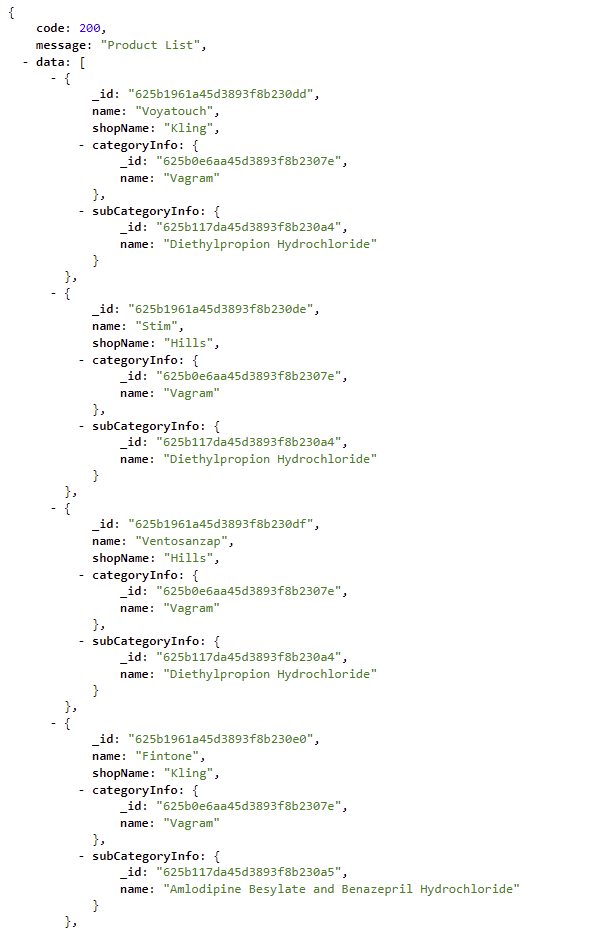 {
code: 200,
message: "Product List",
- data: [
- {
_id: "625b1961a45d3893f8b230dd",
name: "Voyatouch",
shopName: "Kling",
- categoryInfo: {
_id: "625b0e6aa45d3893f8b2307e",
name: "Vagram"
},
- subCategoryInfo: {
_id: "625b117da45d3893f8b230a4",
name: "Diethylpropion Hydrochloride"
}
},
- {
_id: "625b1961a45d3893f8b230de",
name: "Stim",
shopName: "Hills",
- categoryInfo: {
_id: "625b0e6aa45d3893f8b2307e",
name: "Vagram"
},
- subCategoryInfo: {
_id: "625b117da45d3893f8b230a4",
name: "Diethylpropion Hydrochloride"
}
},
- {
_id: "625b1961a45d3893f8b230df",
name: "Ventosanzap",
shopName: "Hills",
- categoryInfo: {
_id: "625b0e6aa45d3893f8b2307e",
name: "Vagram"
},
- subCategoryInfo: {
_id: "625b117da45d3893f8b230a4",
name: "Diethylpropion Hydrochloride"
}
},
- {
_id: "625b1961a45d3893f8b230e0",
name: "Fintone",
shopName: "Kling",
- categoryInfo: {
_id: "625b0e6aa45d3893f8b2307e",
name: "Vagram"
},
- subCategoryInfo: {
_id: "625b117da45d3893f8b230a5",
name: "Amlodipine Besylate and Benazepril Hydrochloride"
}
},